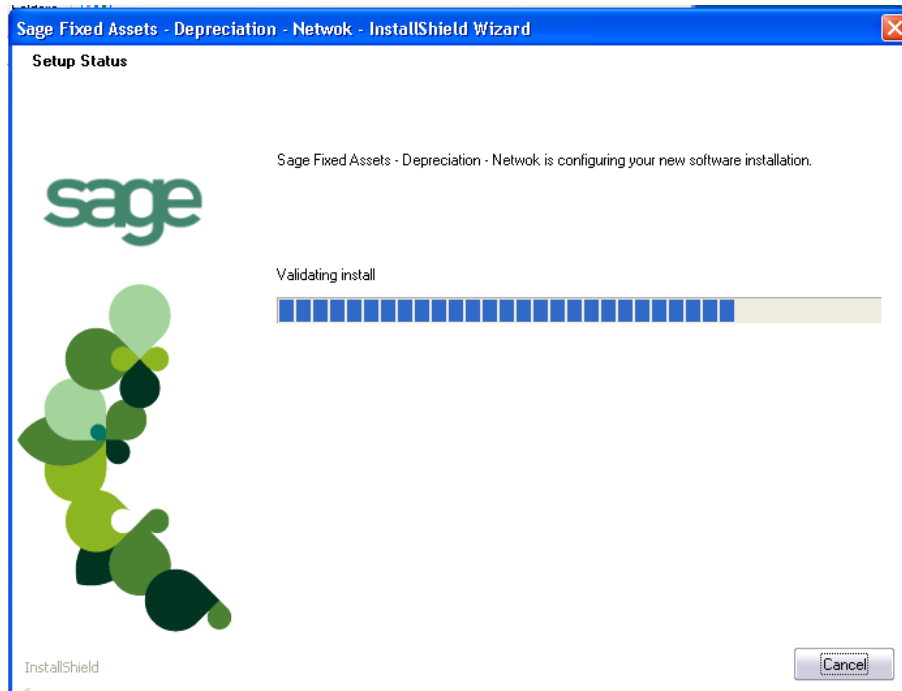 Sage Fixed Assets - Depreciation - Netwok - InstallShield Wizard
Setup Status
Sage Fixed Assets - Depreciation - Netwok is configuring your new software installation.
sage
Validating install
InstallShield
Cancel